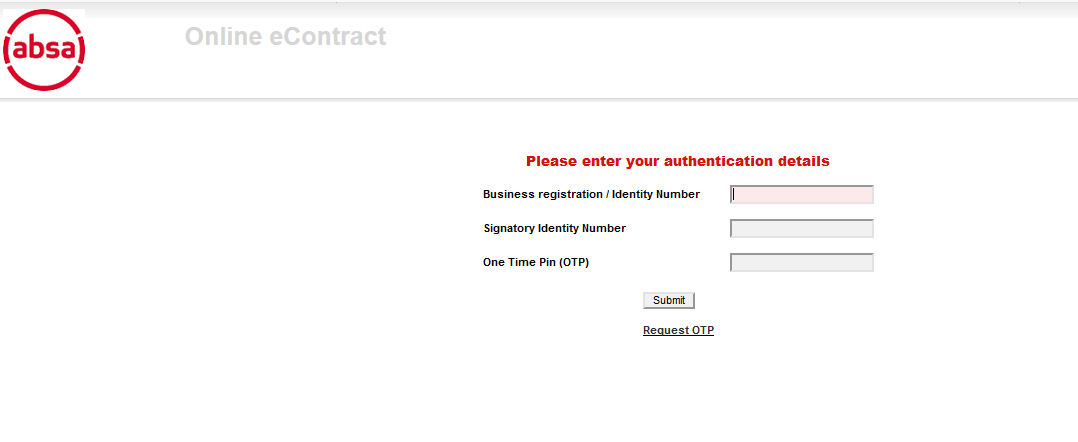 absa
Online eContract
Please enter your authentication details
Business registration / Identity Number
Signatory Identity Number
One Time Pin (OTP)
Submit
Request OTP